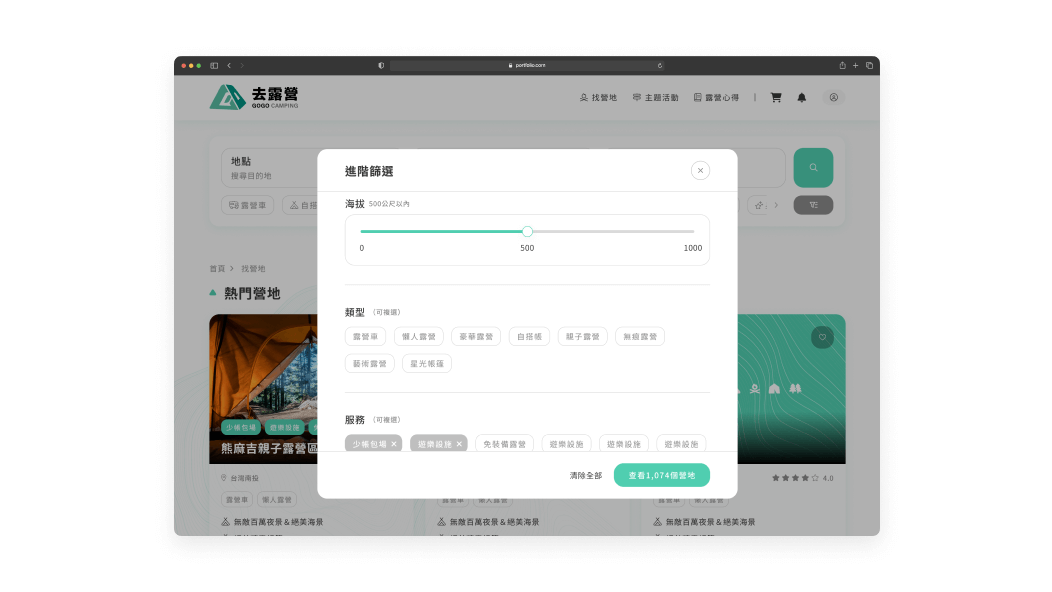 portfolio.com
去露營
GOGO CAMPING
找營地
主題活動
露營心得
地點
搜尋目的地
露營車
自搭
首頁 > 找營地
熱門營地
進階篩選
海拔 500公尺以內
0
500
1000
類型 (可複選)
露營車
懶人露營
豪華露營
自搭帳
親子露營
無痕露營
藝術露營
星光帳篷
服務 (可複選)
少帳包場
遊樂設施
免裝備露營
遊樂設施
遊樂設施
遊樂設施
清除全部
查看1,074個營地
少帳包場
遊樂設施
熊麻吉親子露營區
台灣南投
4.0
露營車
懶人露營
露營車
懶人露營
露營車
懶人露營
無敵百萬夜景&絕美海景
無敵百萬夜景&絕美海景
無敵百萬夜景&絕美海景